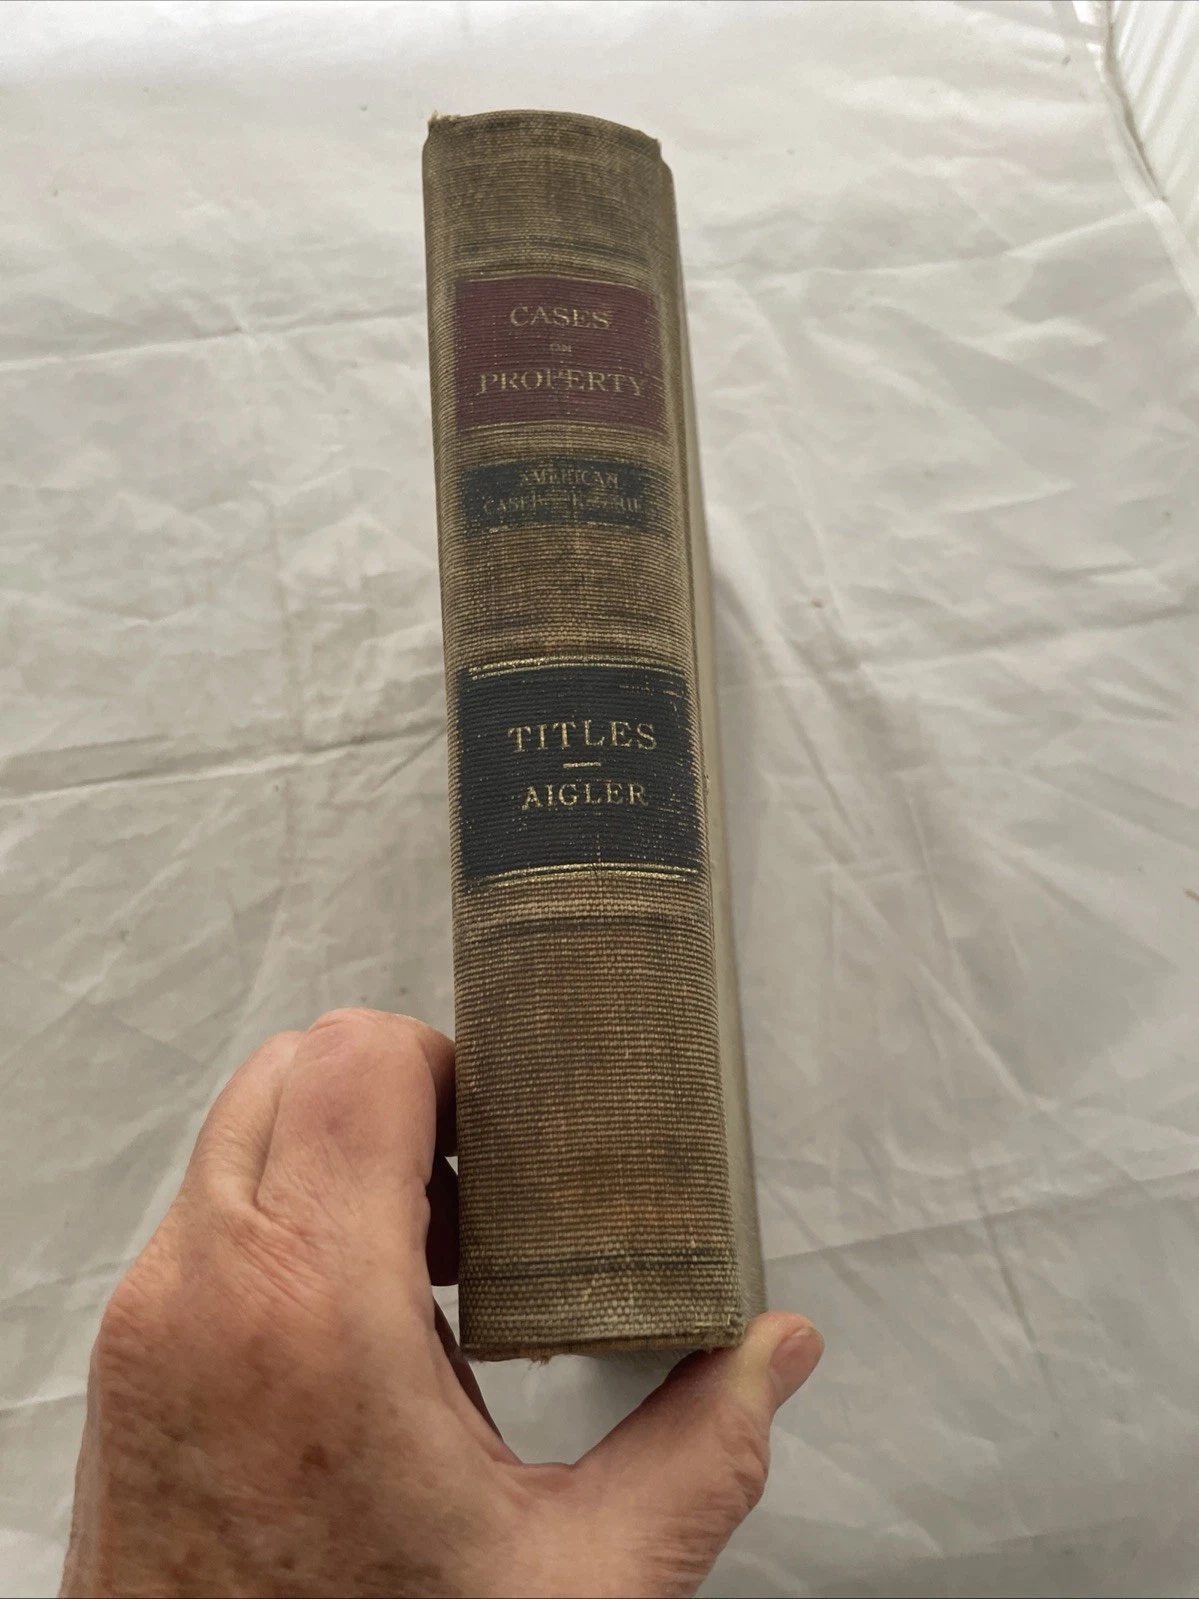 CASES
ON
PROPERTY
AMERICAN
TITLES
AIGLER